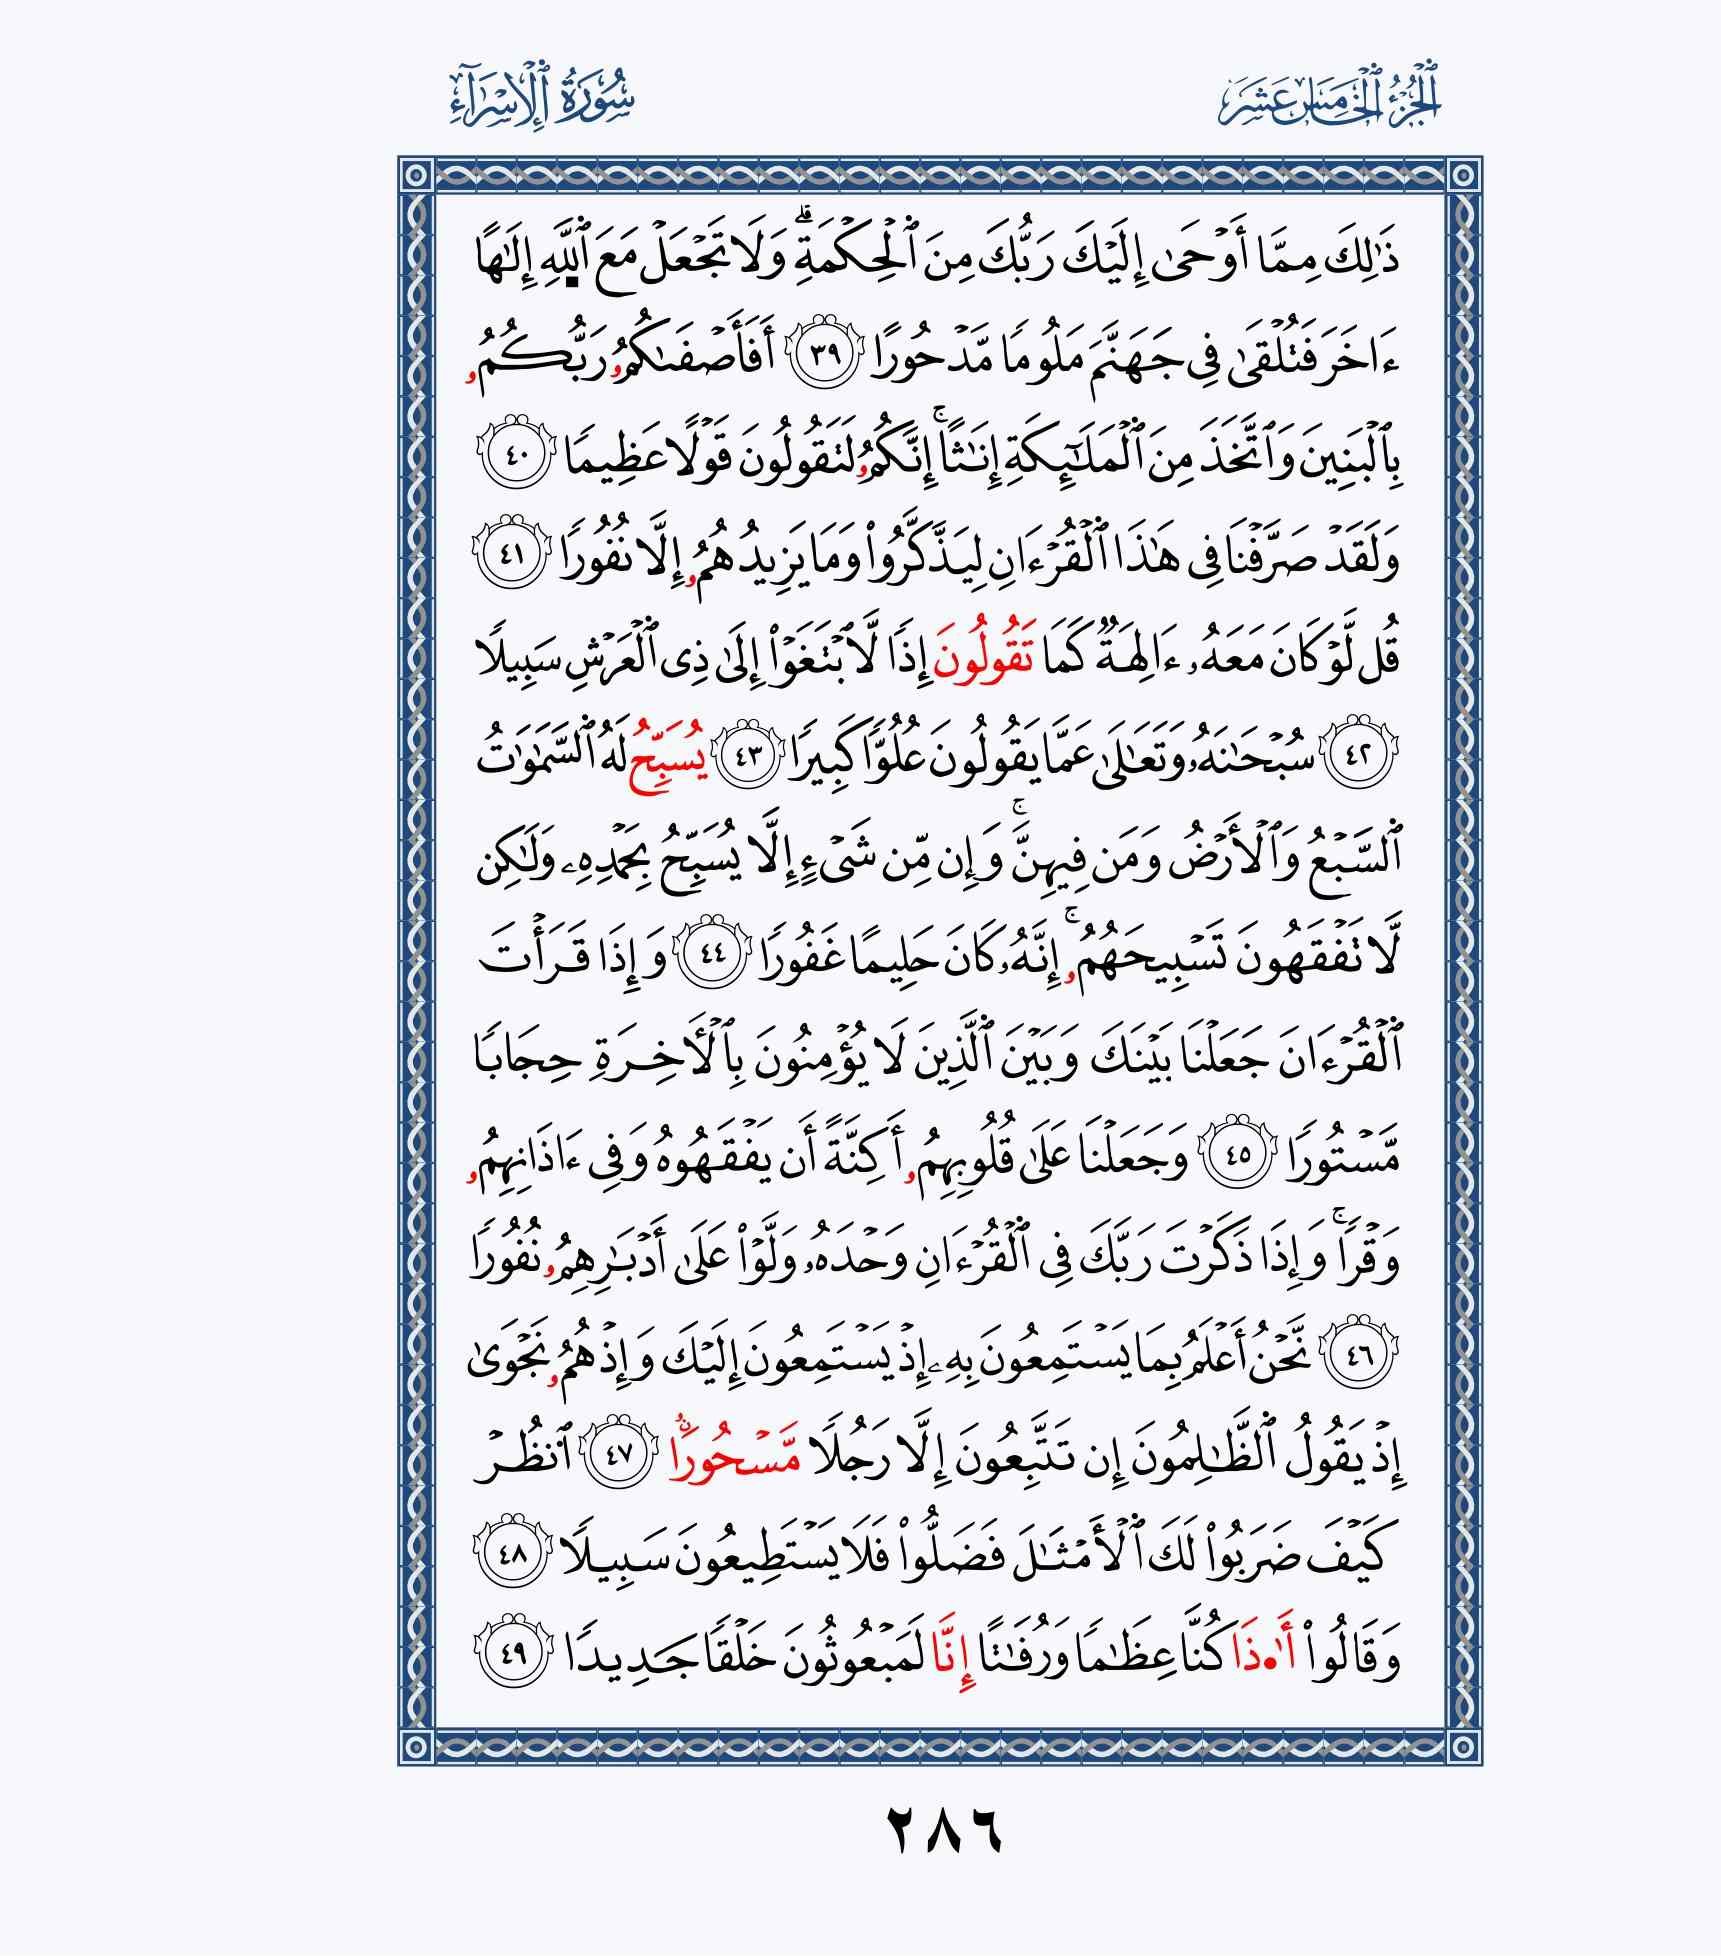 ٱلْجُزْءُ ٱلْخَامِسَ عَشَرَ
سُورَةُ ٱلْإِسْرَآءِ
ذَٰلِكَ مِمَّآ أَوْحَىٰٓ إِلَيْكَ رَبُّكَ مِنَ ٱلْحِكْمَةِۗ وَلَا تَجْعَلْ مَعَ ٱللَّهِ إِلَٰهًا
ءَاخَرَ فَتُلْقَىٰ فِى جَهَنَّمَ مَلُومًا مَّدْحُورًا ٣٩ أَفَأَصْفَىٰكُمُۥ رَبُّكُمُۥ
بِٱلْبَنِينَ وَٱتَّخَذَ مِنَ ٱلْمَلَٰٓئِكَةِ إِنَٰثًاۚ إِنَّكُمُۥ لَتَقُولُونَ قَوْلًا عَظِيمًا ٤٠
وَلَقَدْ صَرَّفْنَا فِى هَٰذَا ٱلْقُرْءَانِ لِيَذَّكَّرُوا۟ وَمَا يَزِيدُهُمُۥ إِلَّا نُفُورًا ٤١
قُل لَّوْ كَانَ مَعَهُۥ ءَالِهَةٌ كَمَا تَقُولُونَ إِذًا لَّٱبْتَغَوْا۟ إِلَىٰ ذِى ٱلْعَرْشِ سَبِيلًا
٤٢ سُبْحَٰنَهُۥ وَتَعَٰلَىٰ عَمَّا يَقُولُونَ عُلُوًّا كَبِيرًا ٤٣ يُسَبِّحُ لَهُ ٱلسَّمَٰوَٰتُ
ٱلسَّبْعُ وَٱلْأَرْضُ وَمَن فِيهِنَّۚ وَإِن مِّن شَىْءٍ إِلَّا يُسَبِّحُ بِحَمْدِهِۦ وَلَٰكِن
لَّا تَفْقَهُونَ تَسْبِيحَهُمُۥۚ إِنَّهُۥ كَانَ حَلِيمًا غَفُورًا ٤٤ وَإِذَا قَرَأْتَ
ٱلْقُرْءَانَ جَعَلْنَا بَيْنَكَ وَبَيْنَ ٱلَّذِينَ لَا يُؤْمِنُونَ بِٱلْأَخِرَةِ حِجَابًا
مَّسْتُورًا ٤٥ وَجَعَلْنَا عَلَىٰ قُلُوبِهِمُۥ أَكِنَّةً أَن يَفْقَهُوهُ وَفِى ءَاذَانِهِمُۥ
وَقْرًاۚ وَإِذَا ذَكَرْتَ رَبَّكَ فِى ٱلْقُرْءَانِ وَحْدَهُۥ وَلَّوْا۟ عَلَىٰ أَدْبَٰرِهِمُۥ نُفُورًا
٤٦ نَّحْنُ أَعْلَمُ بِمَا يَسْتَمِعُونَ بِهِۦ إِذْ يَسْتَمِعُونَ إِلَيْكَ وَإِذْ هُمُۥ نَجْوَىٰ
إِذْ يَقُولُ ٱلظَّٰلِمُونَ إِن تَتَّبِعُونَ إِلَّا رَجُلًا مَّسْحُورًا ٤٧ ٱنظُرْ
كَيْفَ ضَرَبُوا۟ لَكَ ٱلْأَمْثَٰلَ فَضَلُّوا۟ فَلَا يَسْتَطِيعُونَ سَبِيلًا ٤٨
وَقَالُوا۟ أَٰ۬ذَا كُنَّا عِظَٰمًا وَرُفَٰتًا إِنَّا لَمَبْعُوثُونَ خَلْقًا جَدِيدًا ٤٩
٢٨٦